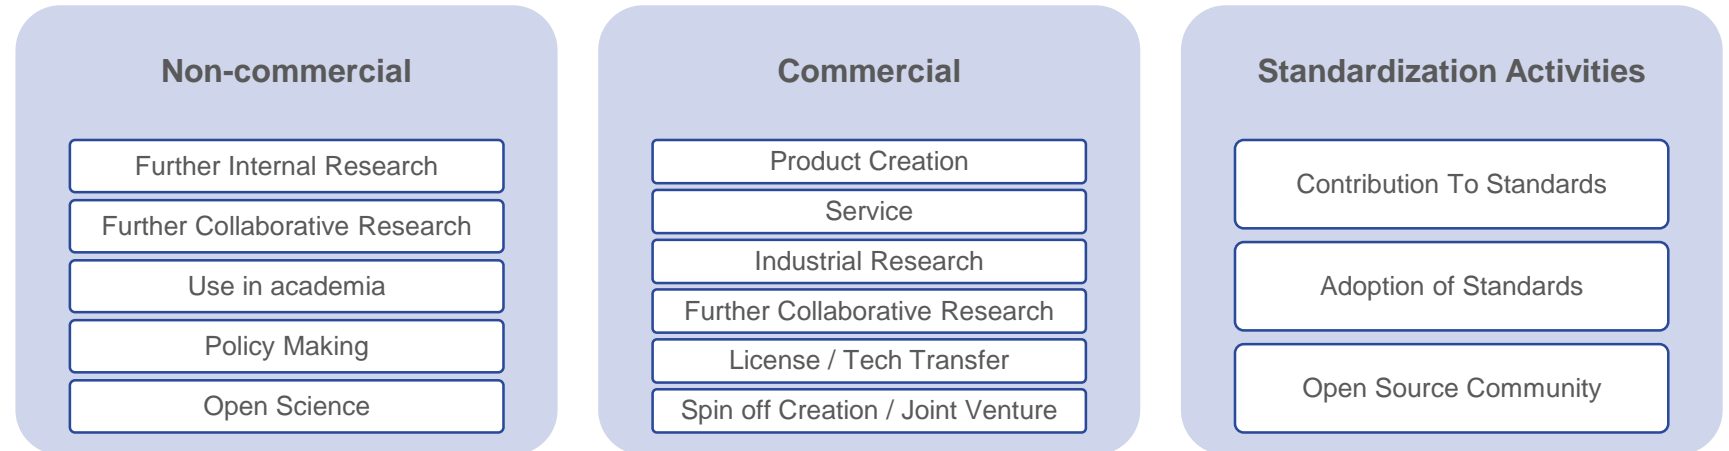 Non-commercial
Further Internal Research
Further Collaborative Research
Use in academia
Policy Making
Open Science
Commercial
Product Creation
Service
Industrial Research
Further Collaborative Research
License / Tech Transfer
Spin off Creation / Joint Venture
Standardization Activities
Contribution To Standards
Adoption of Standards
Open Source Community